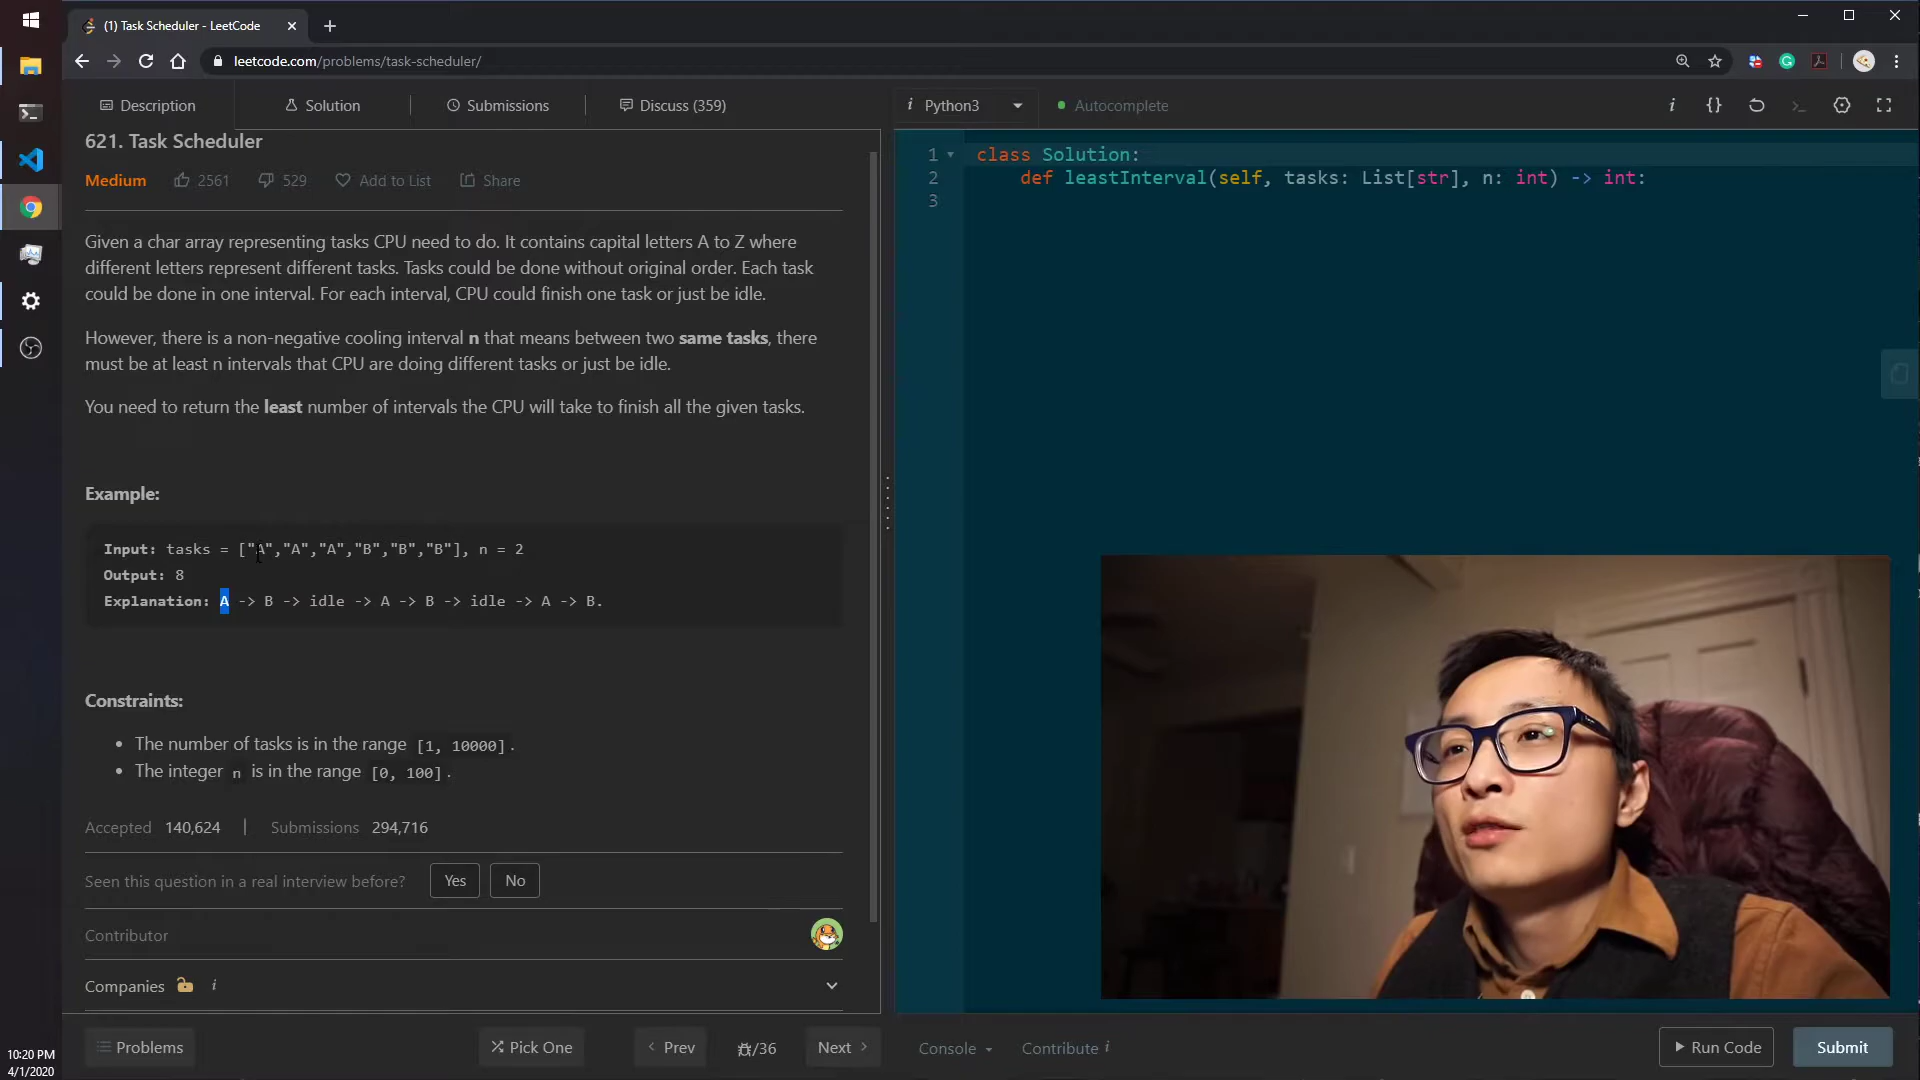 (1) Task Scheduler - LeetCode
leetcode.com/problems/task-scheduler/
Description
Solution
Submissions
Discuss (359)
Python3
Autocomplete
621. Task Scheduler
Medium
2561
529
Add to List
Share
Given a char array representing tasks CPU need to do. It contains capital letters A to Z where
different letters represent different tasks. Tasks could be done without original order. Each task
could be done in one interval. For each interval, CPU could finish one task or just be idle.
However, there is a non-negative cooling interval n that means between two same tasks, there
must be at least n intervals that CPU are doing different tasks or just be idle.
You need to return the least number of intervals the CPU will take to finish all the given tasks.
Example:
Input: tasks = ["A","A","A","B","B","B"], n = 2
Output: 8
Explanation: A -> B -> idle -> A -> B -> idle -> A -> B.
Constraints:
The number of tasks is in the range [1, 10000].
The integer n is in the range [0, 100].
Accepted 140,624 | Submissions 294,716
Seen this question in a real interview before? Yes No
Contributor
Companies i
Problems
Pick One
Prev
/36
Next
1 class Solution:
2 def leastInterval(self, tasks: List[str], n: int) -> int:
3
Console
Contribute i
Run Code
Submit
10:20 PM
4/1/2020